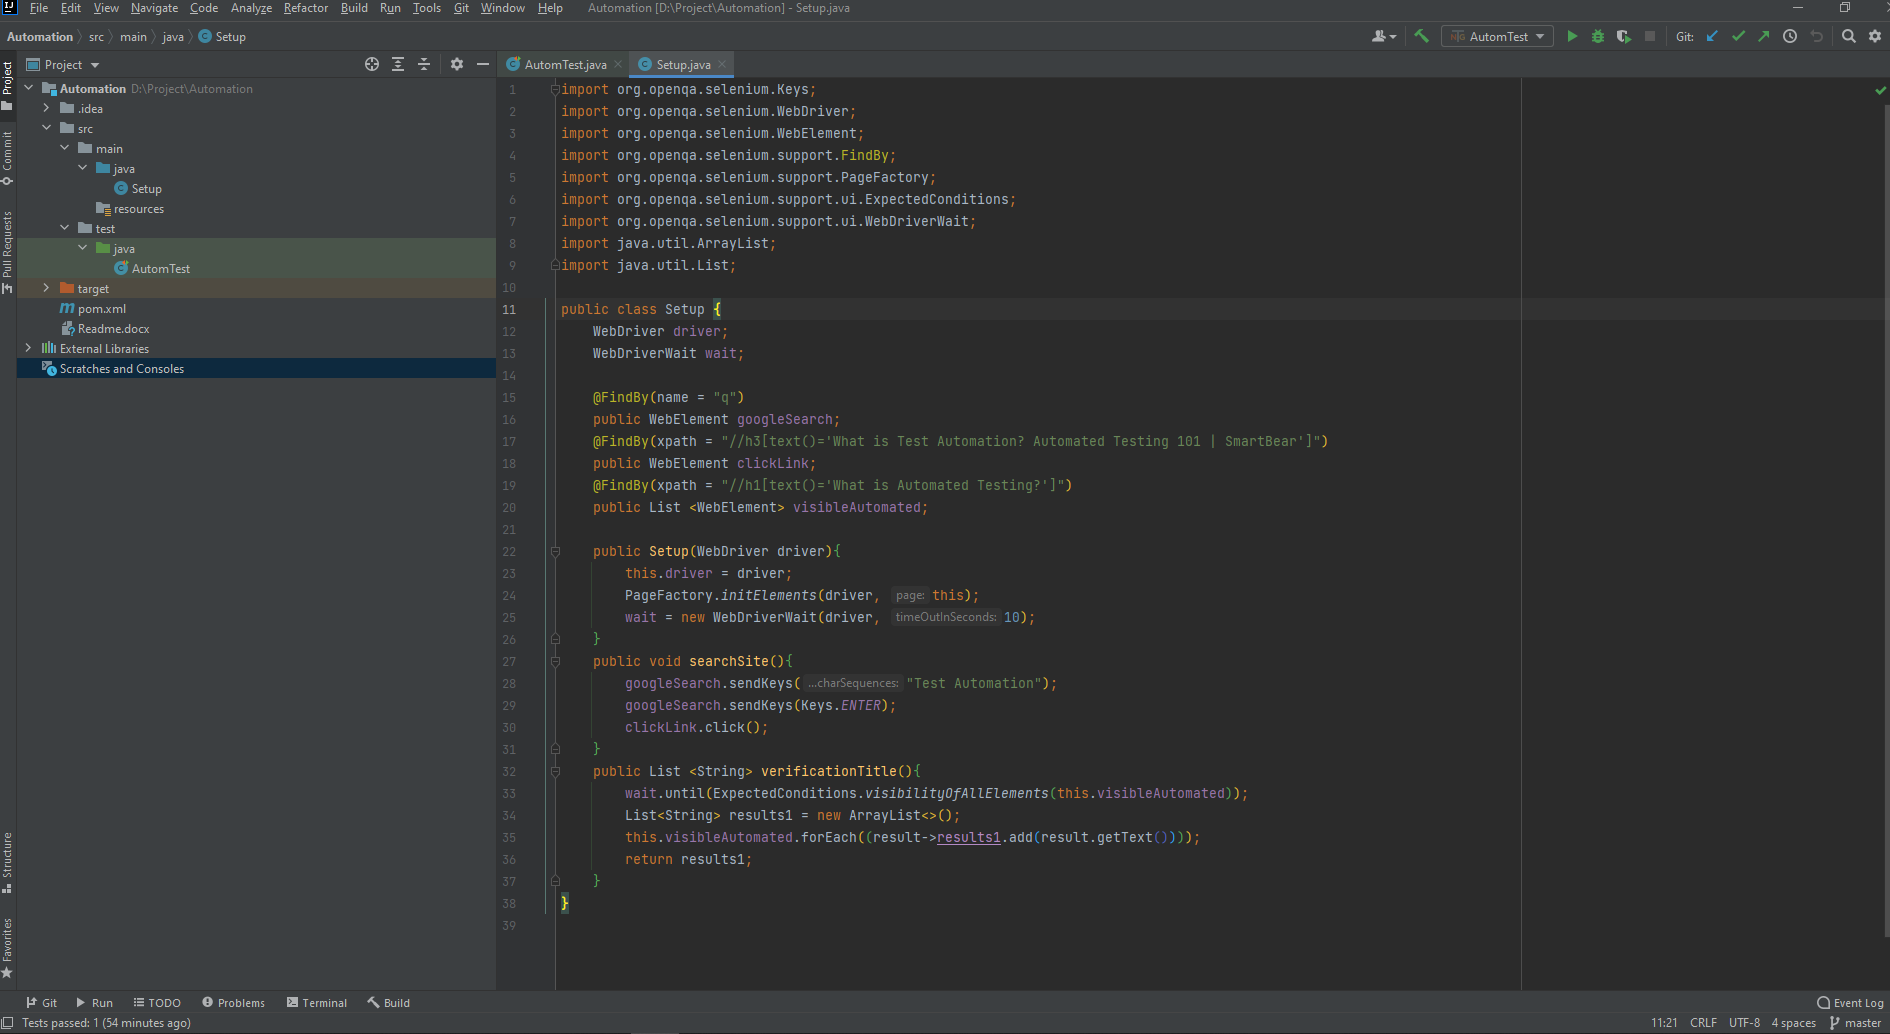 File Edit View Navigate Code Analyze Refactor Build Run Tools Git Window Help Automation [D:\Project\Automation] - Setup.java
Automation src main java Setup AutomTest Git:
Project
AutomTest.java Setup.java
Automation D:\Project\Automation
.idea
src
main
java
Setup
resources
test
java
AutomTest
target
pom.xml
Readme.docx
External Libraries
Scratches and Consoles
Project
Commit
Pull Requests
Structure
Favorites
1 import org.openqa.selenium.Keys;
2 import org.openqa.selenium.WebDriver;
3 import org.openqa.selenium.WebElement;
4 import org.openqa.selenium.support.FindBy;
5 import org.openqa.selenium.support.PageFactory;
6 import org.openqa.selenium.support.ui.ExpectedConditions;
7 import org.openqa.selenium.support.ui.WebDriverWait;
8 import java.util.ArrayList;
9 import java.util.List;
10
11 public class Setup {
12 WebDriver driver;
13 WebDriverWait wait;
14
15 @FindBy(name = "q")
16 public WebElement googleSearch;
17 @FindBy(xpath = "//h3[text()='What is Test Automation? Automated Testing 101 | SmartBear']")
18 public WebElement clickLink;
19 @FindBy(xpath = "//h1[text()='What is Automated Testing?']")
20 public List <WebElement> visibleAutomated;
21
22 public Setup(WebDriver driver){
23 this.driver = driver;
24 PageFactory.initElements(driver, page: this);
25 wait = new WebDriverWait(driver, timeOutInSeconds: 10);
26 }
27 public void searchSite(){
28 googleSearch.sendKeys( ...charSequences: "Test Automation");
29 googleSearch.sendKeys(Keys.ENTER);
30 clickLink.click();
31 }
32 public List <String> verificationTitle(){
33 wait.until(ExpectedConditions.visibilityOfAllElements(this.visibleAutomated));
34 List<String> results1 = new ArrayList<>();
35 this.visibleAutomated.forEach((result->results1.add(result.getText())));
36 return results1;
37 }
38 }
39
Git Run TODO Problems Terminal Build Event Log
Tests passed: 1 (54 minutes ago) 11:21 CRLF UTF-8 4 spaces master